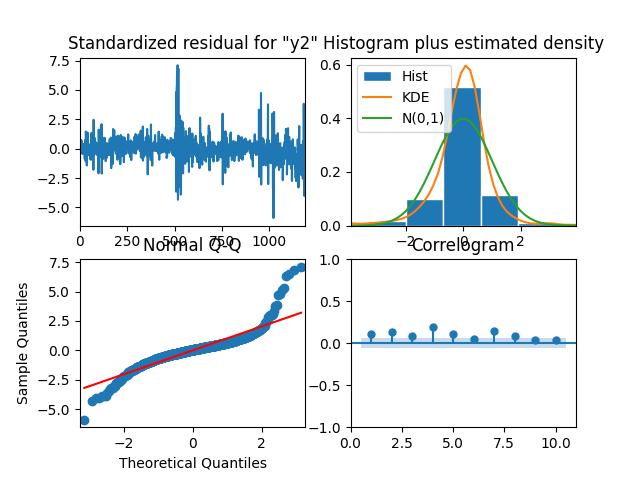 Standardized residual for "y2" Histogram plus estimated density
7.5
5.0
2.5
0.0
−2.5
−5.0
0 250 500 750 1000
0.6
0.4
0.2
0.0
−2 0 2
Hist
KDE
N(0,1)
Normal Q-Q
Correlogram
Sample Quantiles
7.5
5.0
2.5
0.0
−2.5
−5.0
−2 0 2
Theoretical Quantiles
1.0
0.5
0.0
−0.5
−1.0
0.0 2.5 5.0 7.5 10.0